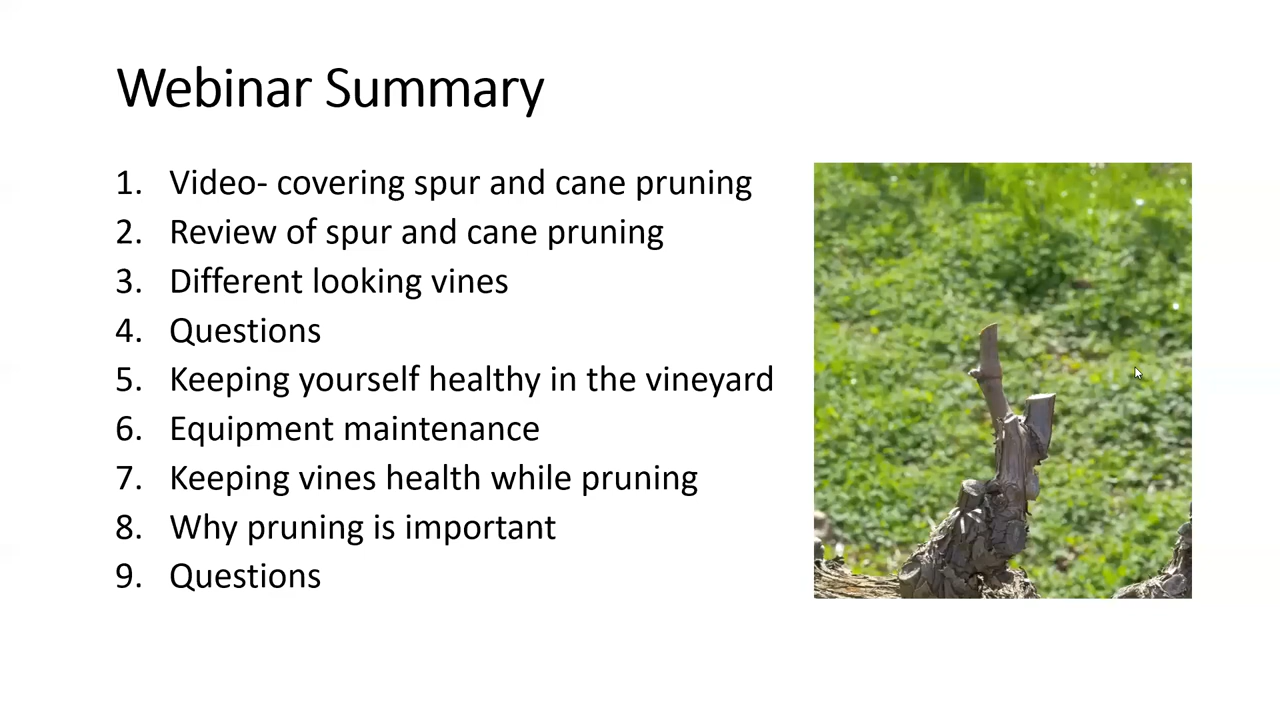 Webinar Summary
1. Video- covering spur and cane pruning
2. Review of spur and cane pruning
3. Different looking vines
4. Questions
5. Keeping yourself healthy in the vineyard
6. Equipment maintenance
7. Keeping vines health while pruning
8. Why pruning is important
9. Questions